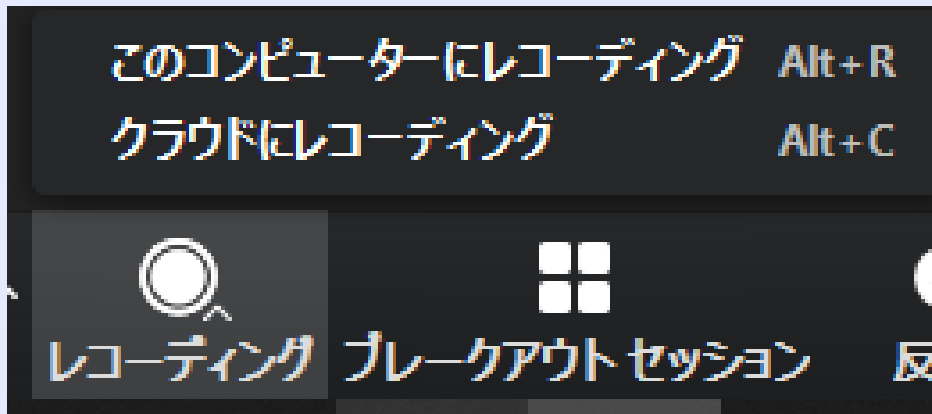 このコンピューターにレコーディング Alt+R
クラウドにレコーディング Alt+C
レコーディング ブレークアウト セッション